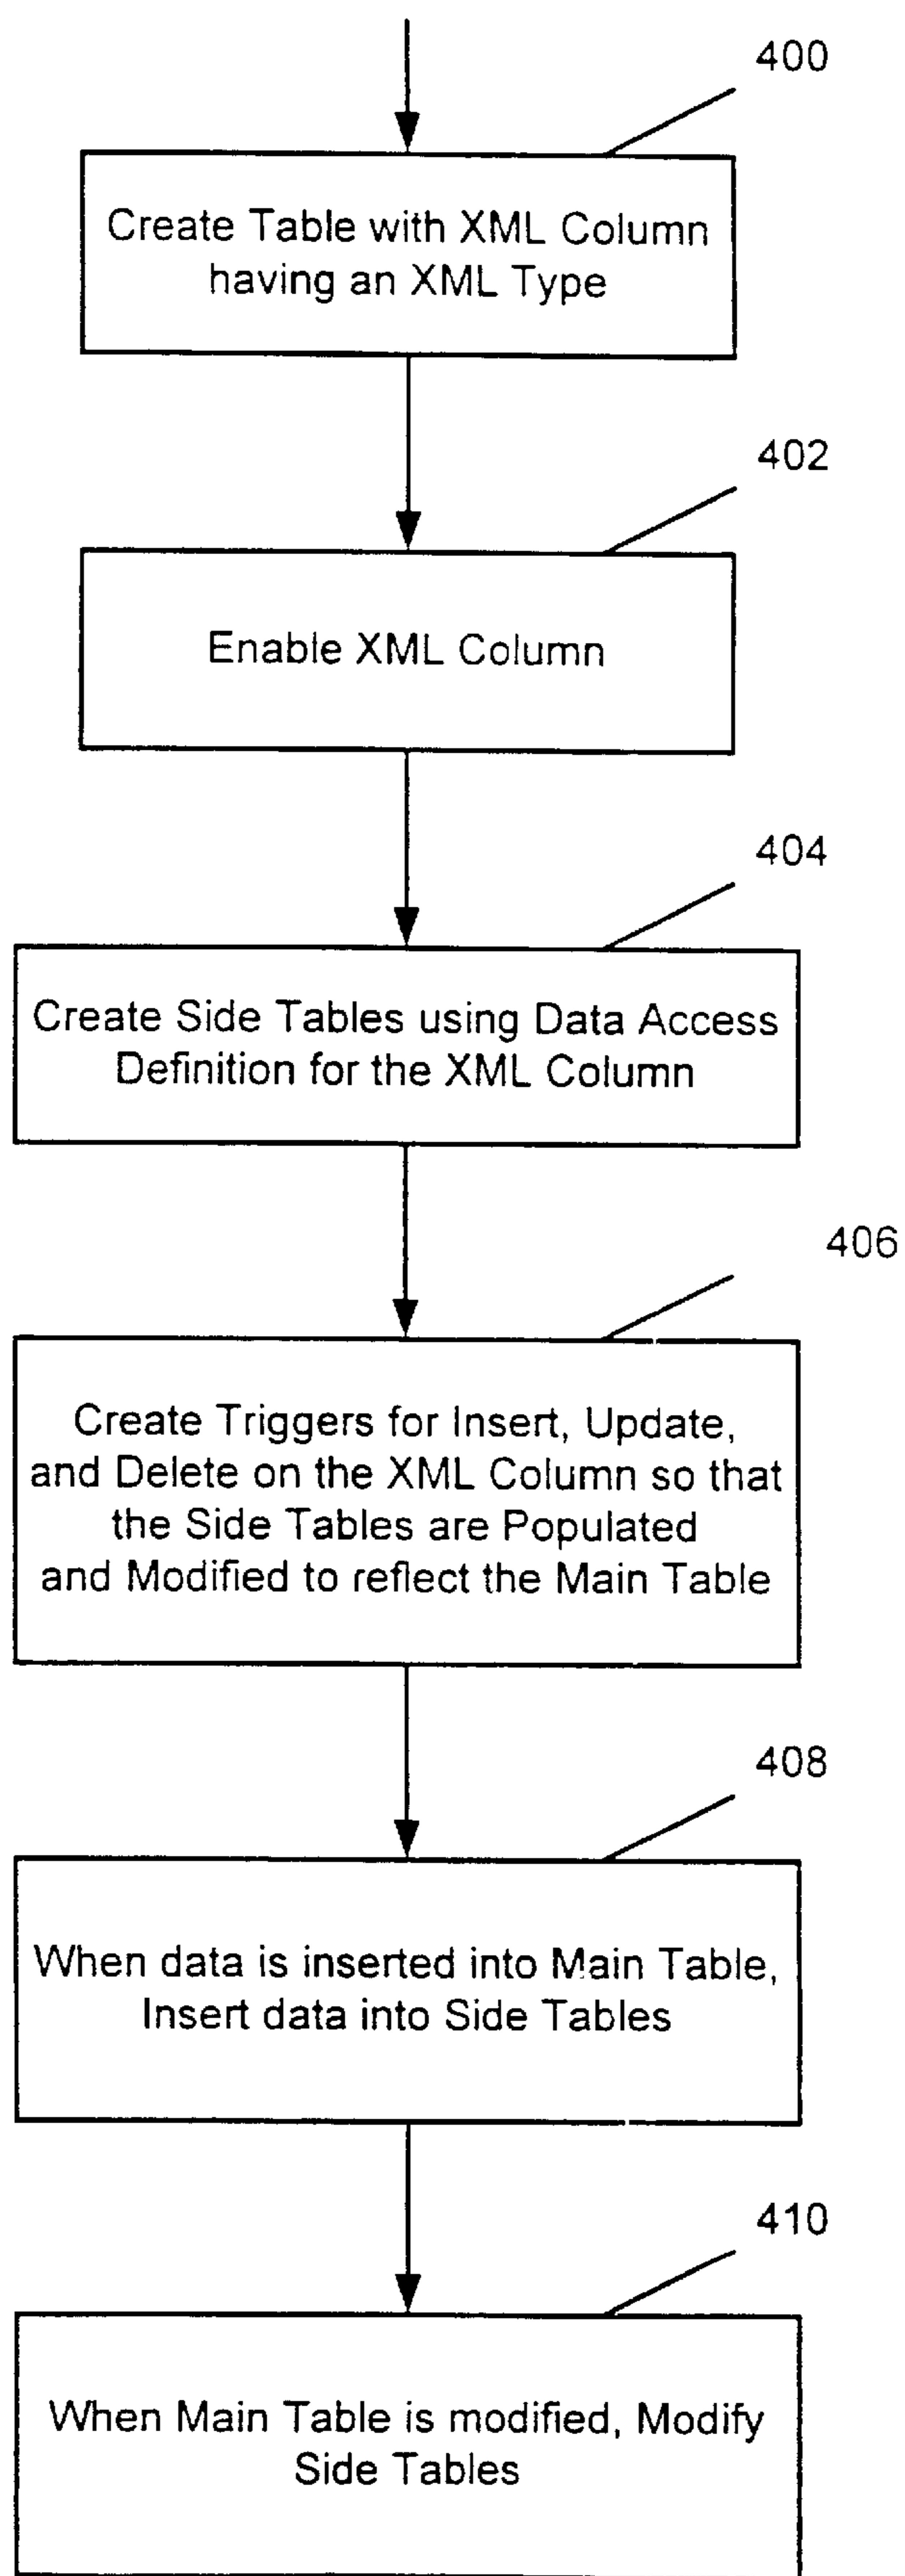 400
Create Table with XML Column
having an XML Type
402
Enable XML Column
404
Create Side Tables using Data Access
Definition for the XML Column
406
Create Triggers for Insert, Update,
and Delete on the XML Column so that
the Side Tables are Populated
and Modified to reflect the Main Table
408
When data is inserted into Main Table,
Insert data into Side Tables
410
When Main Table is modified, Modify
Side Tables